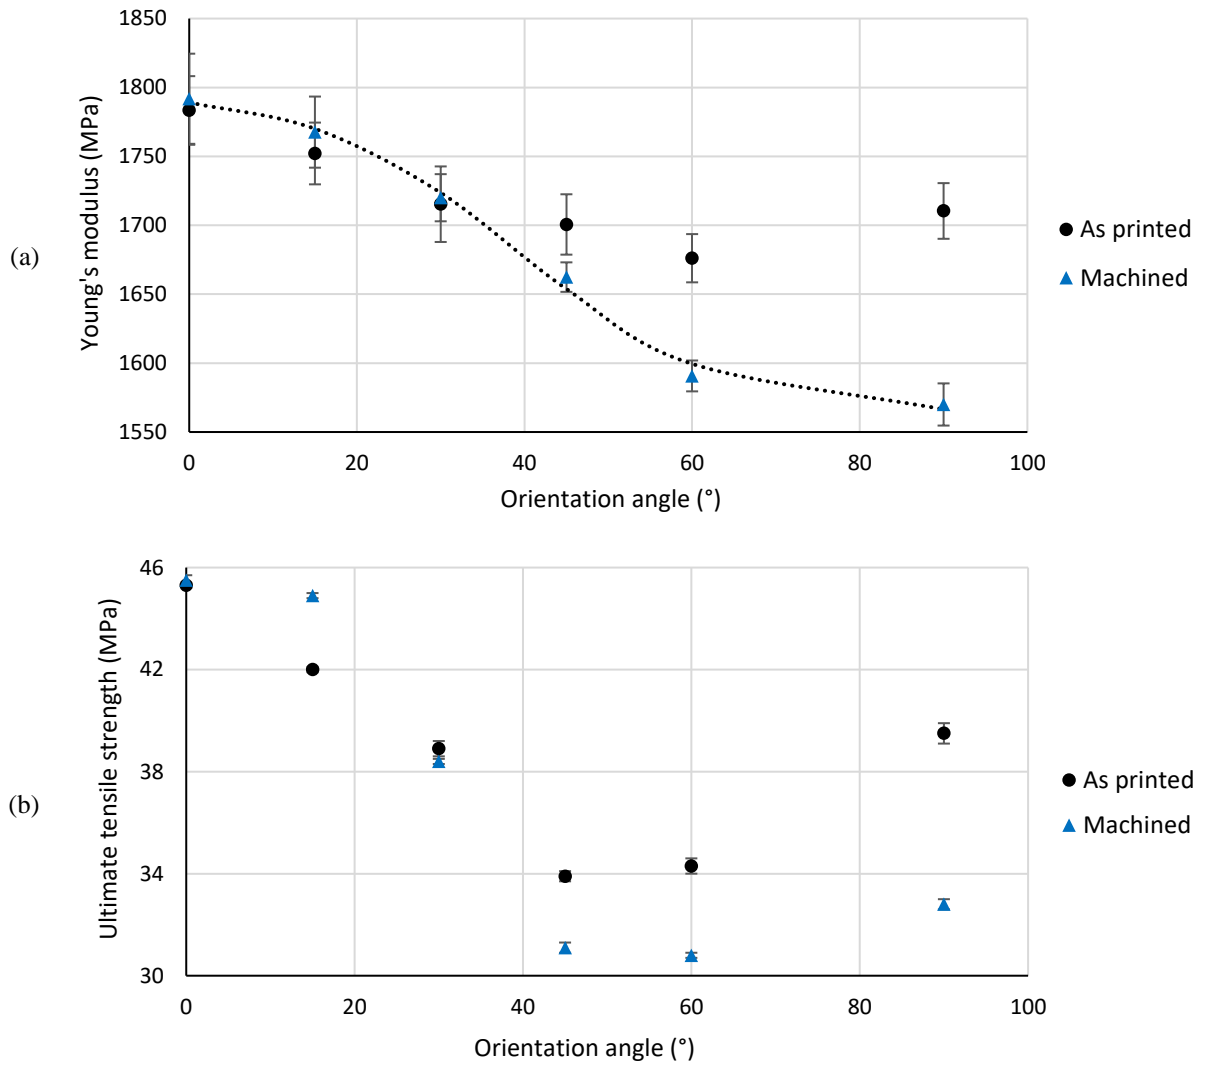 (a)
Young's modulus (MPa)
1850
1800
1750
1700
1650
1600
1550
0 20 40 60 80 100
Orientation angle (°)
As printed
Machined
(b)
Ultimate tensile strength (MPa)
46
42
38
34
30
0 20 40 60 80 100
Orientation angle (°)
As printed
Machined